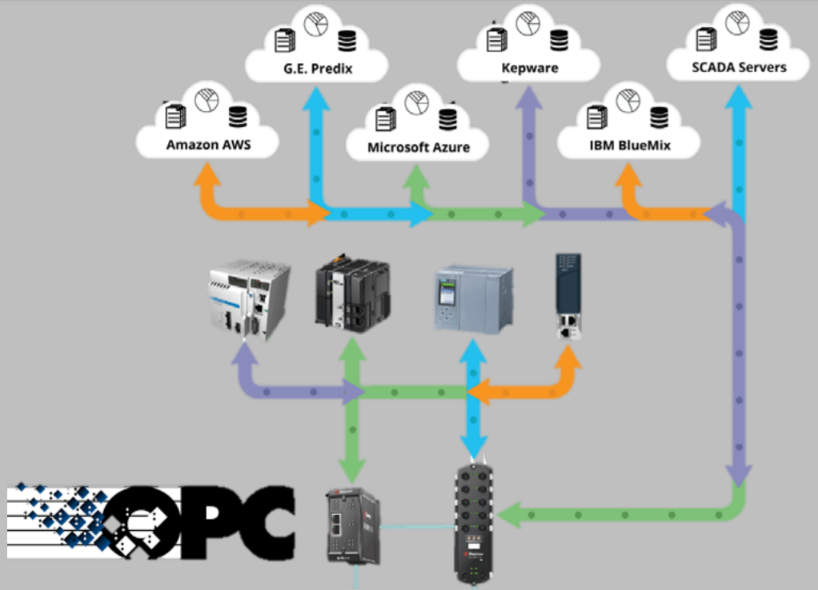 G.E. Predix
Kepware
SCADA Servers
Amazon AWS
Microsoft Azure
IBM BlueMix
OPC